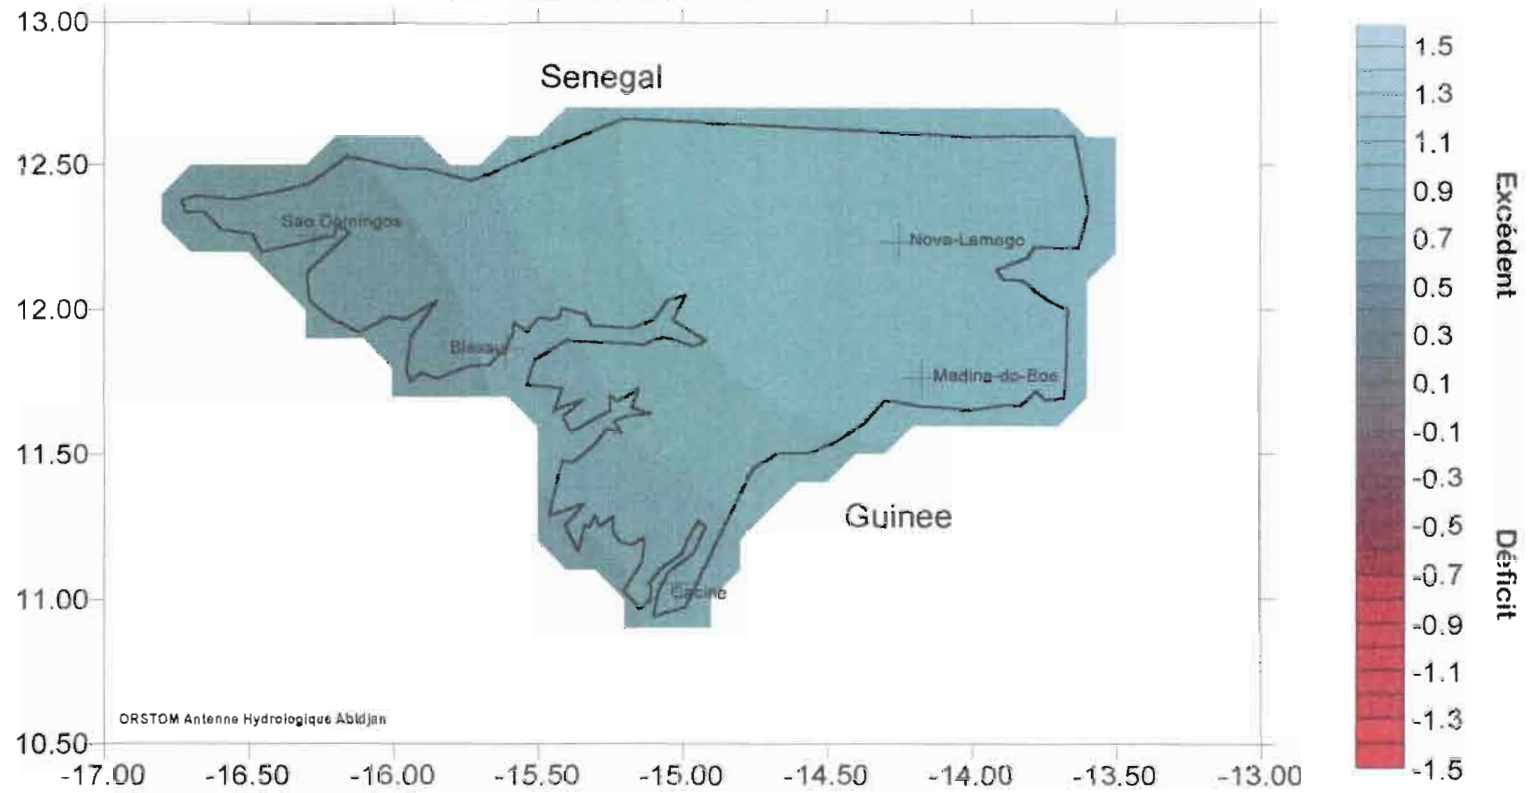 13.00
Senegal
12.50
Sao Domingos
Nova-Lamego
12.00
Bissau
Madina-do-Boe
11.50
Guinee
11.00
Cacine
ORSTOM Antenne Hydrologique Abidjan
10.50
-17.00 -16.50 -16.00 -15.50 -15.00 -14.50 -14.00 -13.50 -13.00
1.5
1.3
1.1
0.9
0.7
0.5
0.3
0.1
-0.1
-0.3
-0.5
-0.7
-0.9
-1.1
-1.3
-1.5
Excédent
Déficit